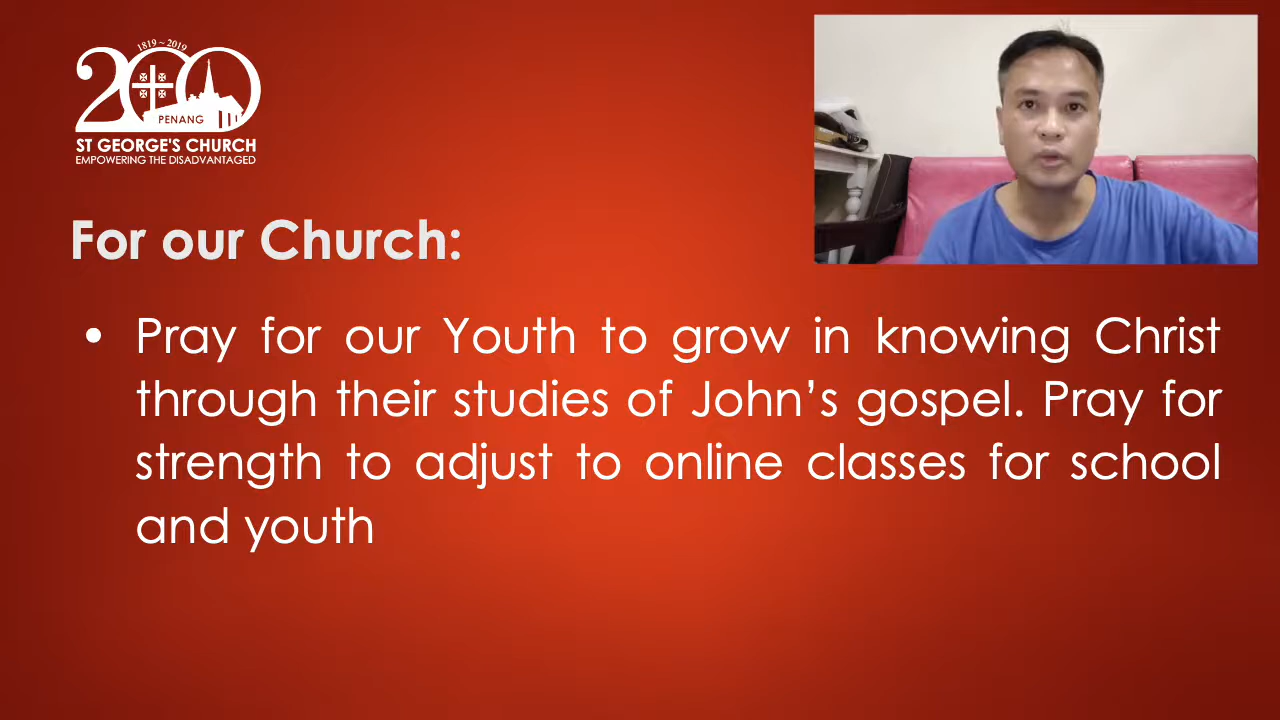 1819 ~ 2019
200
PENANG
ST GEORGE'S CHURCH
EMPOWERING THE DISADVANTAGED
For our Church:
• Pray for our Youth to grow in knowing Christ
through their studies of John’s gospel. Pray for
strength to adjust to online classes for school
and youth